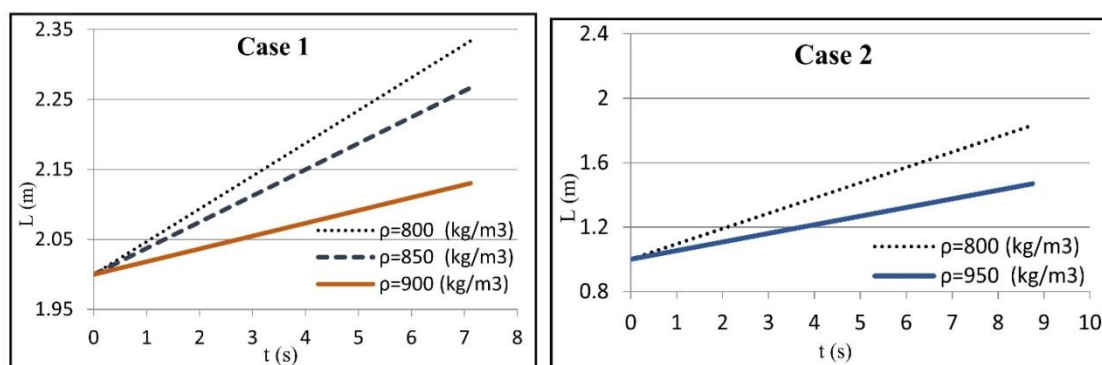 Case 1
2.35
2.25
2.15
2.05
1.95
L (m)
0 1 2 3 4 5 6 7 8
t (s)
ρ=800 (kg/m3)
ρ=850 (kg/m3)
ρ=900 (kg/m3)
Case 2
2.4
2
1.6
1.2
0.8
L (m)
0 1 2 3 4 5 6 7 8 9 10
t (s)
ρ=800 (kg/m3)
ρ=950 (kg/m3)